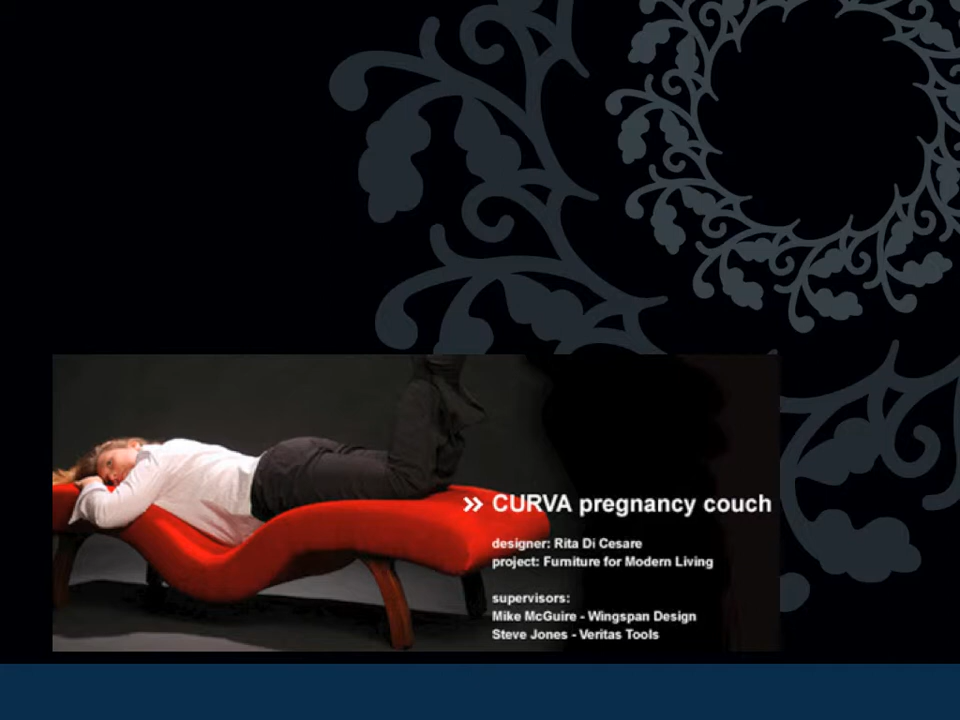 » CURVA pregnancy couch
designer: Rita Di Cesare
project: Furniture for Modern Living
supervisors:
Mike McGuire - Wingspan Design
Steve Jones - Veritas Tools